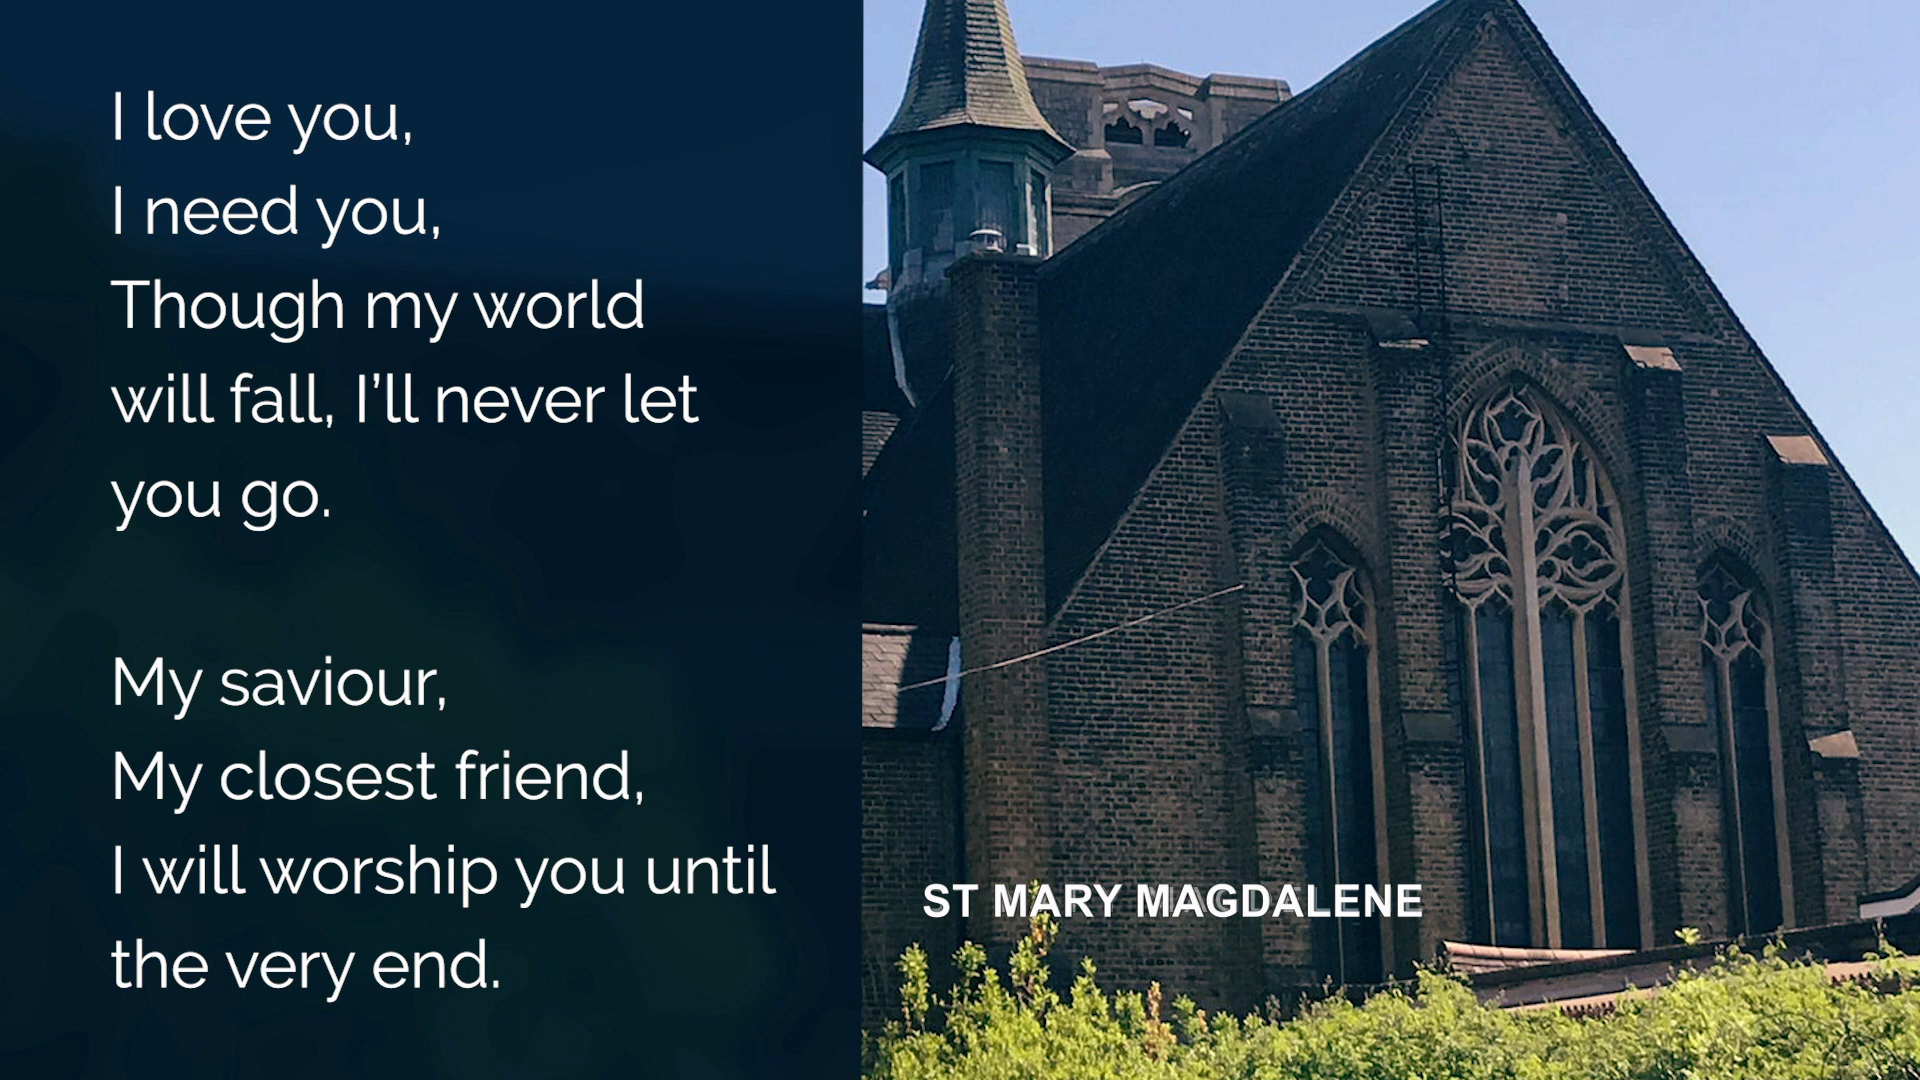 I love you,
I need you,
Though my world
will fall, I’ll never let
you go.
My saviour,
My closest friend,
I will worship you until
the very end.
ST MARY MAGDALENE